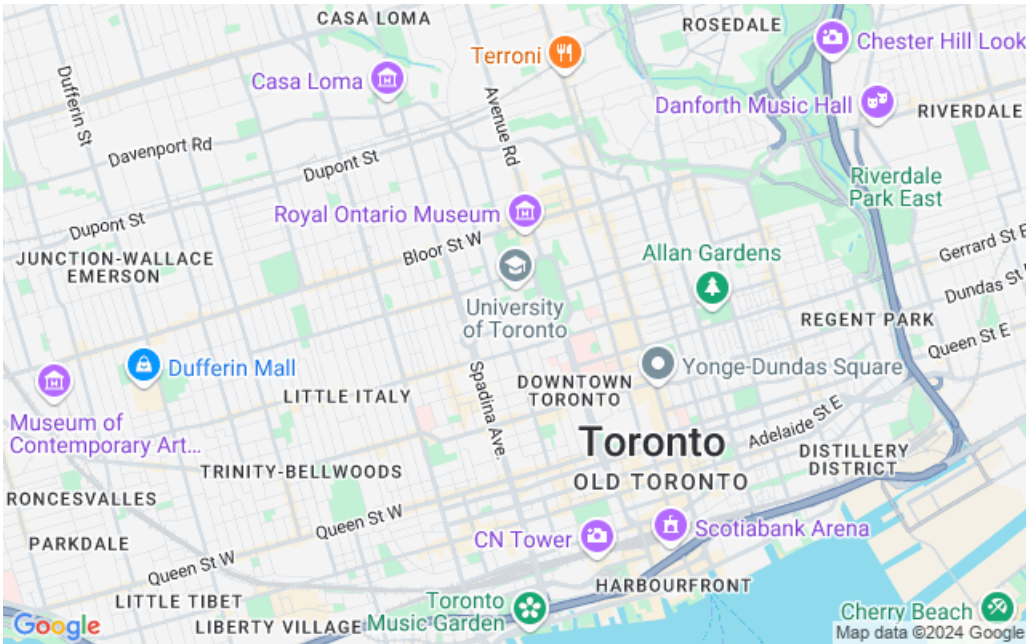 CASA LOMA
ROSEDALE
Terroni
Chester Hill Look
Casa Loma
Dufferin St
Avenue Rd
Danforth Music Hall
RIVERDALE
Davenport Rd
Dupont St
Riverdale
Park East
Royal Ontario Museum
Dupont St
Bloor St W
Allan Gardens
Gerrard St E
JUNCTION-WALLACE
EMERSON
Dundas St
University
of Toronto
REGENT PARK
Queen St E
Dufferin Mall
Yonge-Dundas Square
Spadina Ave.
DOWNTOWN
TORONTO
LITTLE ITALY
Museum of
Contemporary Art...
Adelaide St E
Toronto
DISTILLERY
DISTRICT
TRINITY-BELLWOODS
OLD TORONTO
RONCESVALLES
Queen St W
CN Tower
Scotiabank Arena
PARKDALE
Queen St W
HARBOURFRONT
LITTLE TIBET
Toronto
Music Garden
Cherry Beach
LIBERTY VILLAGE
Google
Map data ©2024 Google